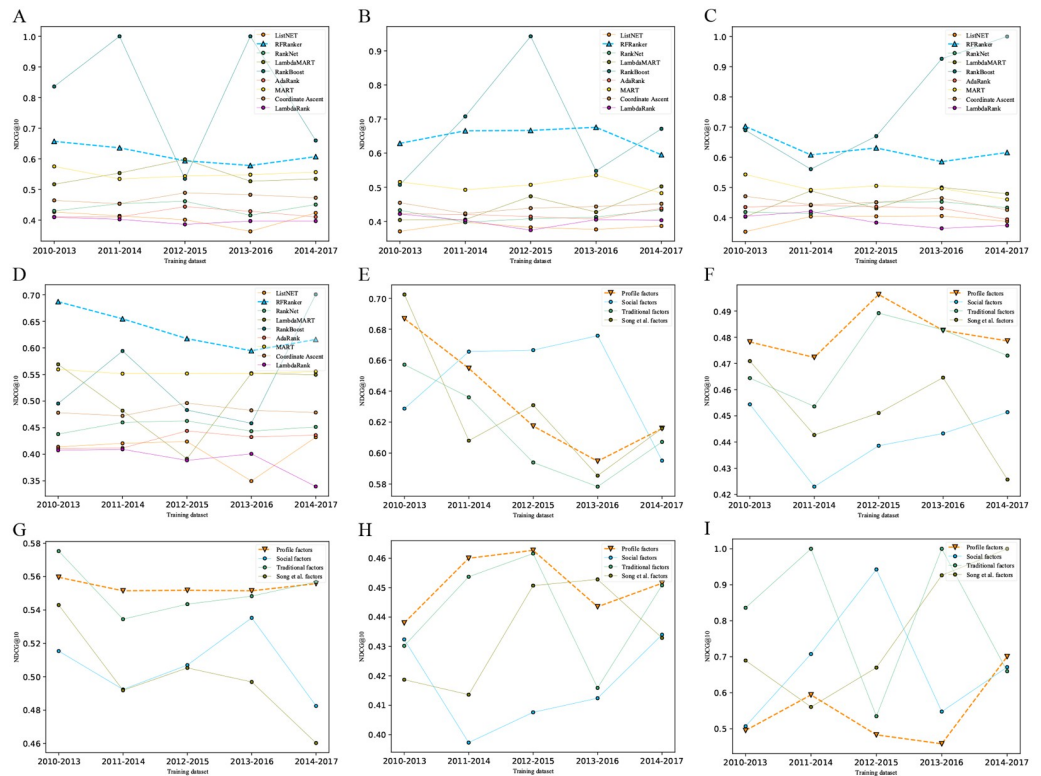 A
1.0
0.9
0.8
0.7
0.6
0.5
0.4
NDCG@10
2010-2013 2011-2014 2012-2015 2013-2016 2014-2017
Training dataset
ListNET
RFRanker
RankNet
LambdaMART
RankBoost
AdaRank
MART
Coordinate Ascent
LambdaRank
B
0.9
0.8
0.7
0.6
0.5
0.4
NDCG@10
2010-2013 2011-2014 2012-2015 2013-2016 2014-2017
Training dataset
ListNET
RFRanker
RankNet
LambdaMART
RankBoost
AdaRank
MART
Coordinate Ascent
LambdaRank
C
1.0
0.9
0.8
0.7
0.6
0.5
0.4
NDCG@10
2010-2013 2011-2014 2012-2015 2013-2016 2014-2017
Training dataset
ListNET
RFRanker
RankNet
LambdaMART
RankBoost
AdaRank
MART
Coordinate Ascent
LambdaRank
D
0.70
0.65
0.60
0.55
0.50
0.45
0.40
0.35
NDCG@10
2010-2013 2011-2014 2012-2015 2013-2016 2014-2017
Training dataset
ListNET
RFRanker
RankNet
LambdaMART
RankBoost
AdaRank
MART
Coordinate Ascent
LambdaRank
E
0.70
0.68
0.66
0.64
0.62
0.60
0.58
NDCG@10
2010-2013 2011-2014 2012-2015 2013-2016 2014-2017
Training dataset
Profile factors
Social factors
Traditional factors
Song et al. factors
F
0.49
0.48
0.47
0.46
0.45
0.44
0.43
0.42
NDCG@10
2010-2013 2011-2014 2012-2015 2013-2016 2014-2017
Training dataset
Profile factors
Social factors
Traditional factors
Song et al. factors
G
0.58
0.56
0.54
0.52
0.50
0.48
0.46
NDCG@10
2010-2013 2011-2014 2012-2015 2013-2016 2014-2017
Training dataset
Profile factors
Social factors
Traditional factors
Song et al. factors
H
0.46
0.45
0.44
0.43
0.42
0.41
0.40
NDCG@10
2010-2013 2011-2014 2012-2015 2013-2016 2014-2017
Training dataset
Profile factors
Social factors
Traditional factors
Song et al. factors
I
1.0
0.9
0.8
0.7
0.6
0.5
NDCG@10
2010-2013 2011-2014 2012-2015 2013-2016 2014-2017
Training dataset
Profile factors
Social factors
Traditional factors
Song et al. factors